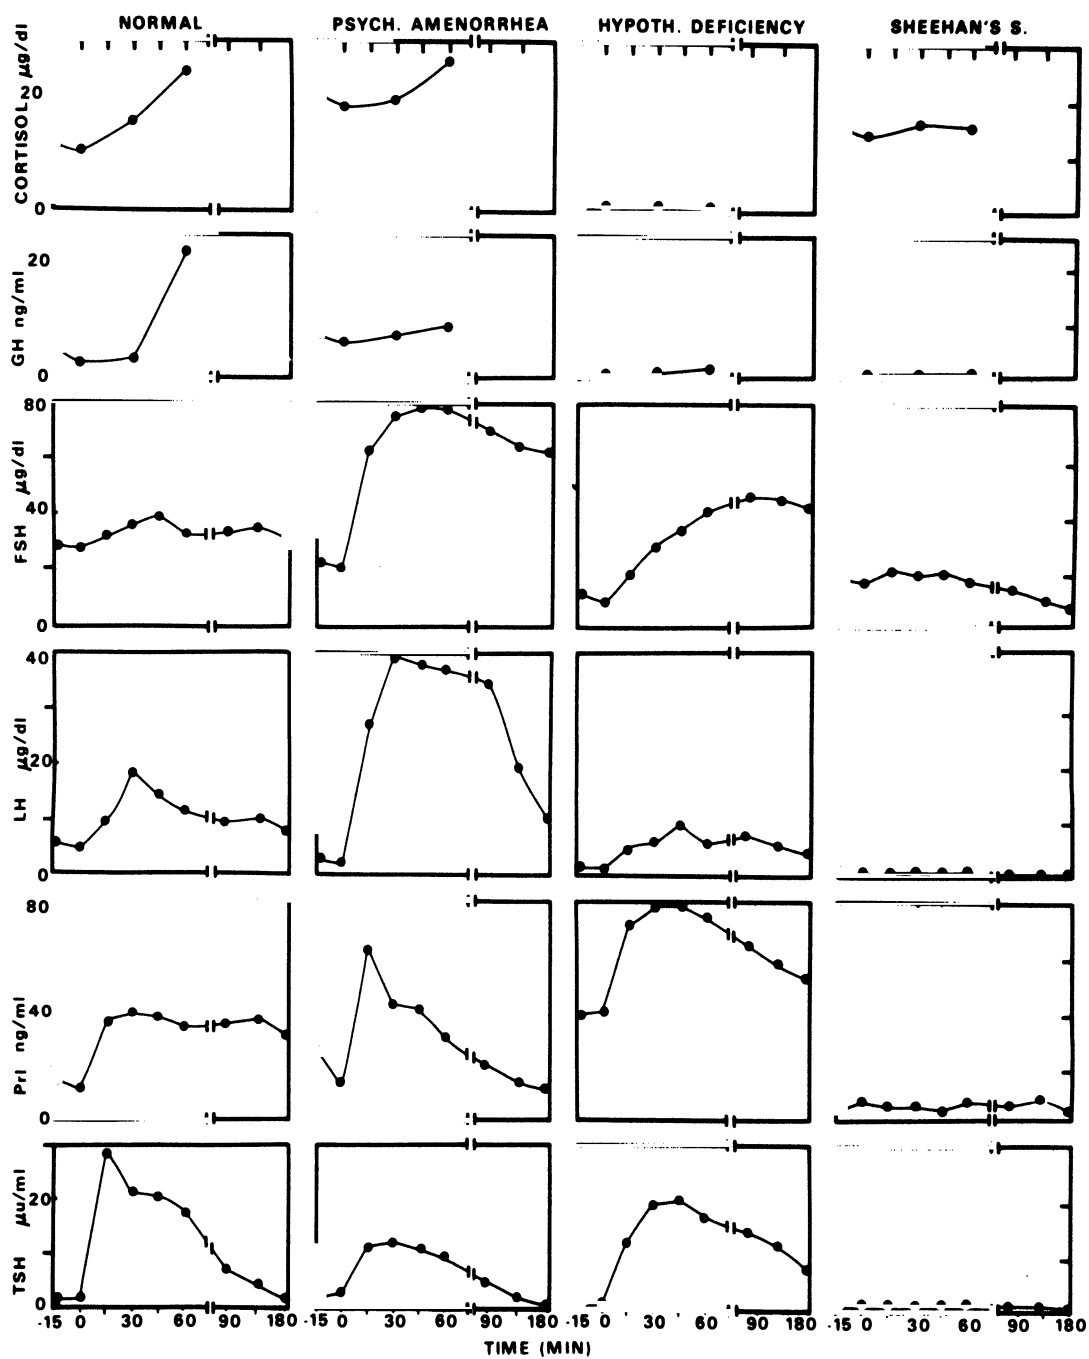 NORMAL PSYCH. AMENORRHEA HYPOTH. DEFICIENCY SHEEHAN'S S.
CORTISOL µg/dl
20
0
GH ng/ml
20
0
FSH µg/dl
80
40
0
LH µg/dl
40
20
0
Prl ng/ml
80
40
0
TSH µu/ml
20
0
-15 0 30 60 90 180 -15 0 30 60 90 180 -15 0 30 60 90 180 -15 0 30 60 90 180
TIME (MIN)